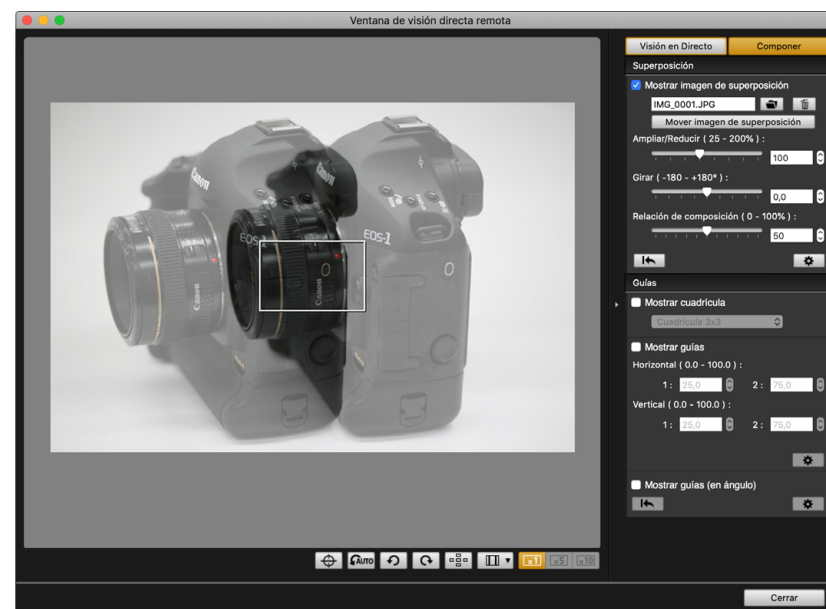 Ventana de visión directa remota
Visión en Directo Componer
Superposición
Mostrar imagen de superposición
IMG_0001.JPG
Mover imagen de superposición
Ampliar/Reducir ( 25 - 200% ) :
100
Girar ( -180 - +180° ) :
0,0
Relación de composición ( 0 - 100% ) :
50
Guías
Mostrar cuadrícula
Cuadrícula 3x3
Mostrar guías
Horizontal ( 0.0 - 100.0 ) :
1 : 25,0 2 : 75,0
Vertical ( 0.0 - 100.0 ) :
1 : 25,0 2 : 75,0
Mostrar guías (en ángulo)
Canon Canon
EOS-1 EOS-1
Canon Canon
AUTO x1 x5 x10
Cerrar